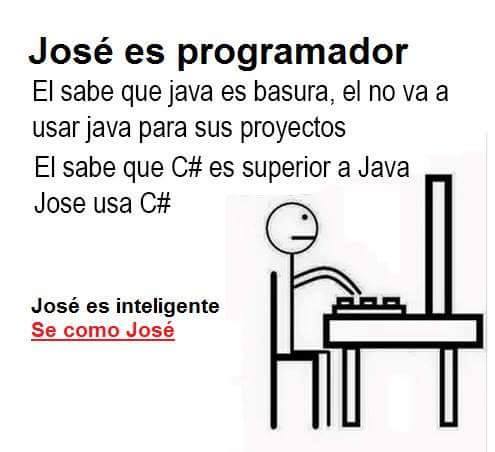 José es programador
El sabe que java es basura, el no va a
usar java para sus proyectos
El sabe que C# es superior a Java
Jose usa C#
José es inteligente
Se como José